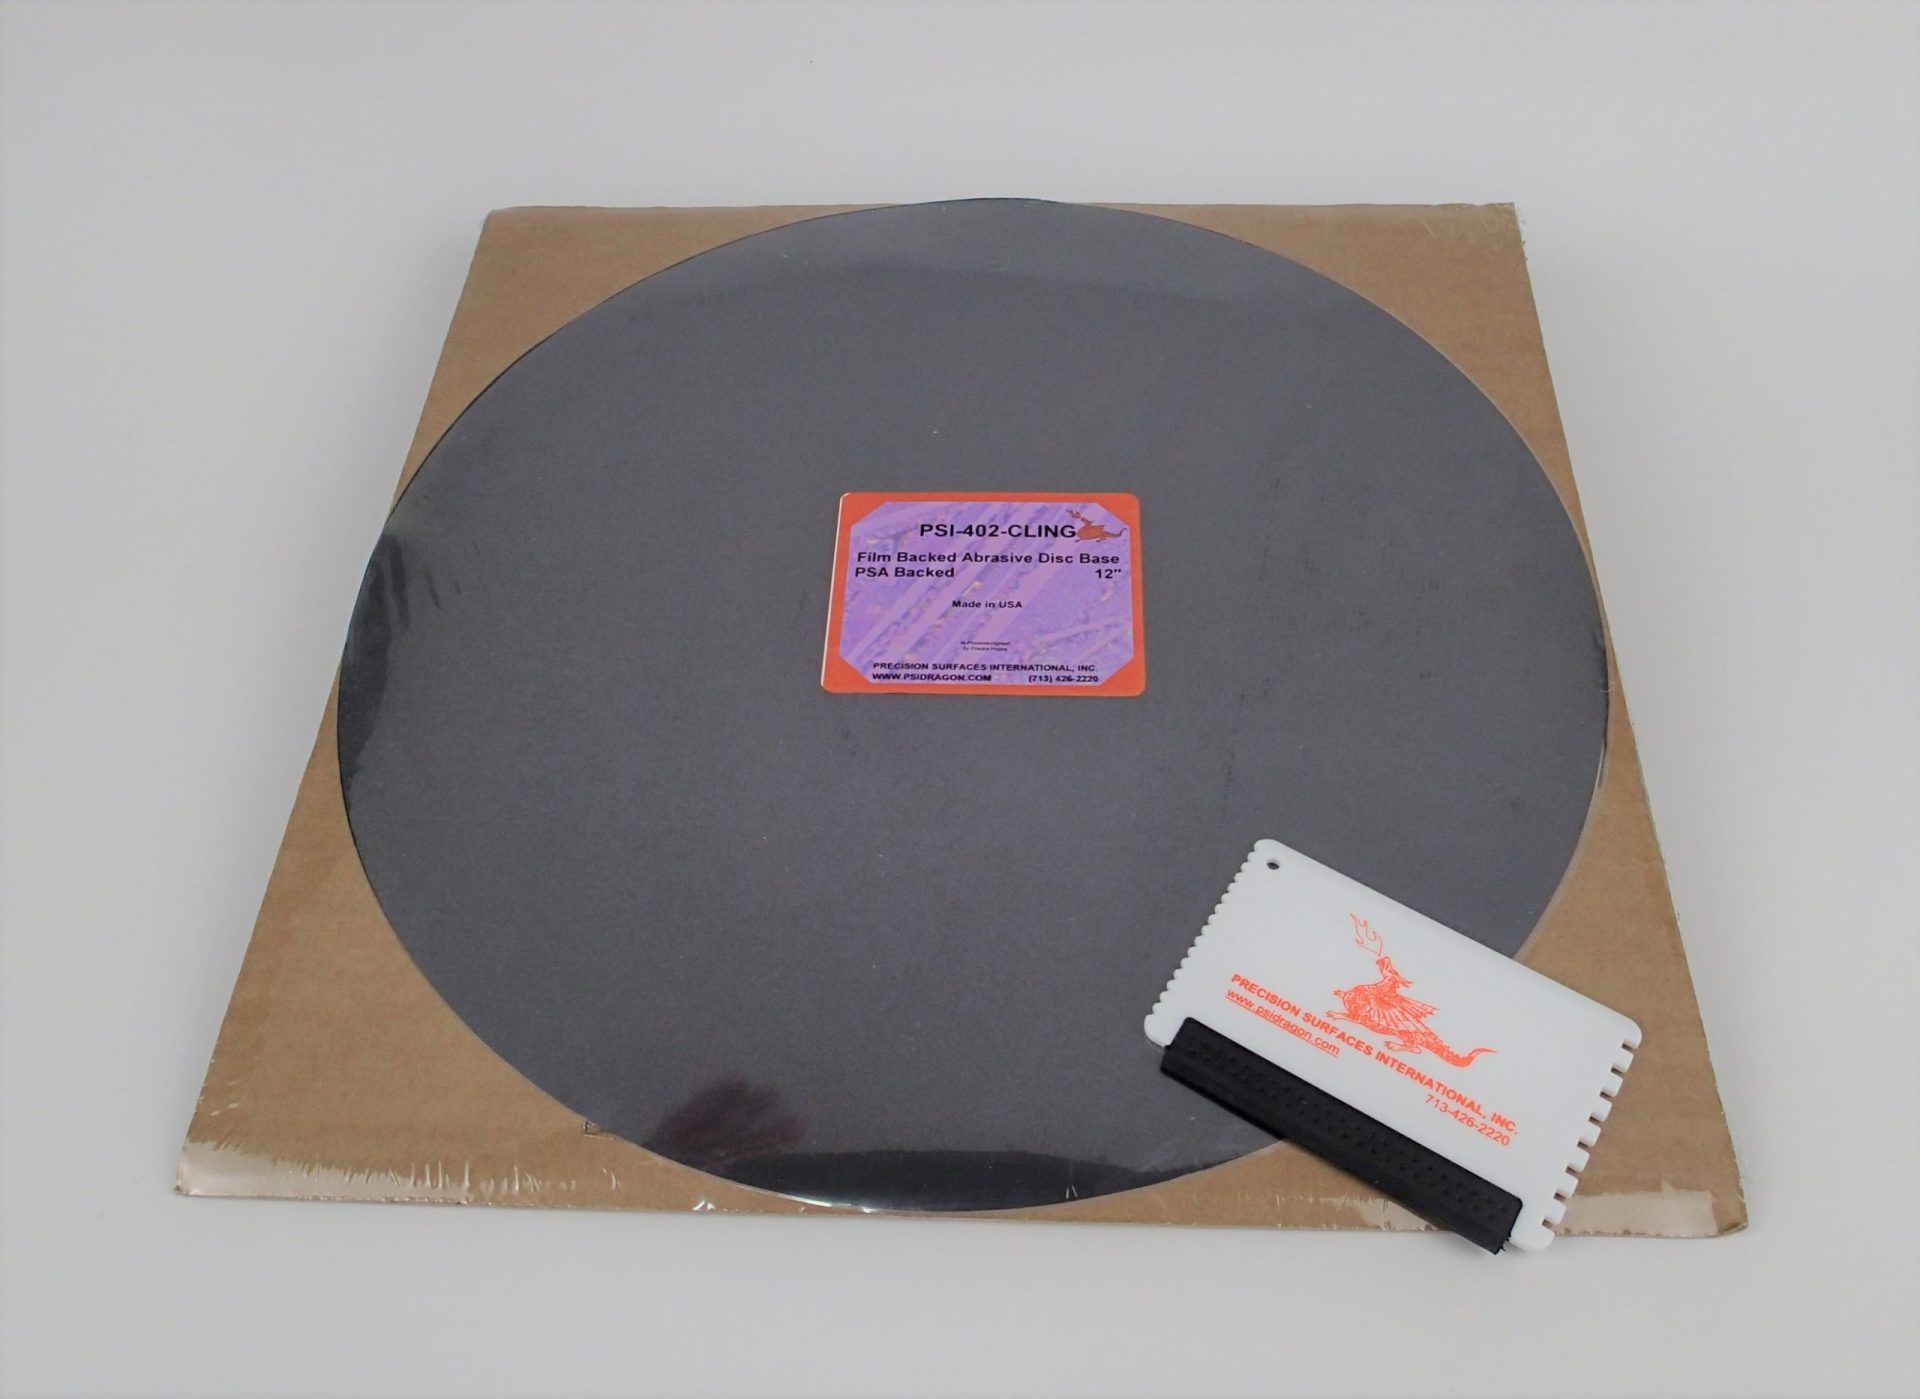 PSI-402-CLING
Film Backed Abrasive Disc Base
PSA Backed 12"
Made in USA
PRECISION SURFACES INTERNATIONAL, INC.
WWW.PSIDRAGON.COM (713) 426-2220
PRECISION SURFACES INTERNATIONAL, INC.
www.psidragon.com
713-426-2220